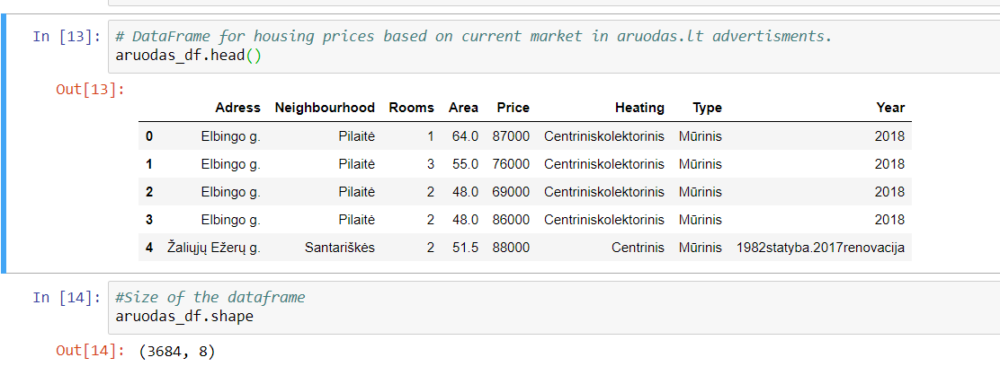 In [13]: # DataFrame for housing prices based on current market in aruodas.lt advertisments.
aruodas_df.head()
Out[13]:
Adress Neighbourhood Rooms Area Price Heating Type Year
0 Elbingo g. Pilaitė 1 64.0 87000 Centriniskolektorinis Mūrinis 2018
1 Elbingo g. Pilaitė 3 55.0 76000 Centriniskolektorinis Mūrinis 2018
2 Elbingo g. Pilaitė 2 48.0 69000 Centriniskolektorinis Mūrinis 2018
3 Elbingo g. Pilaitė 2 48.0 86000 Centriniskolektorinis Mūrinis 2018
4 Žaliųjų Ežerų g. Santariškės 2 51.5 88000 Centrinis Mūrinis 1982statyba.2017renovacija
In [14]: #Size of the dataframe
aruodas_df.shape
Out[14]: (3684, 8)